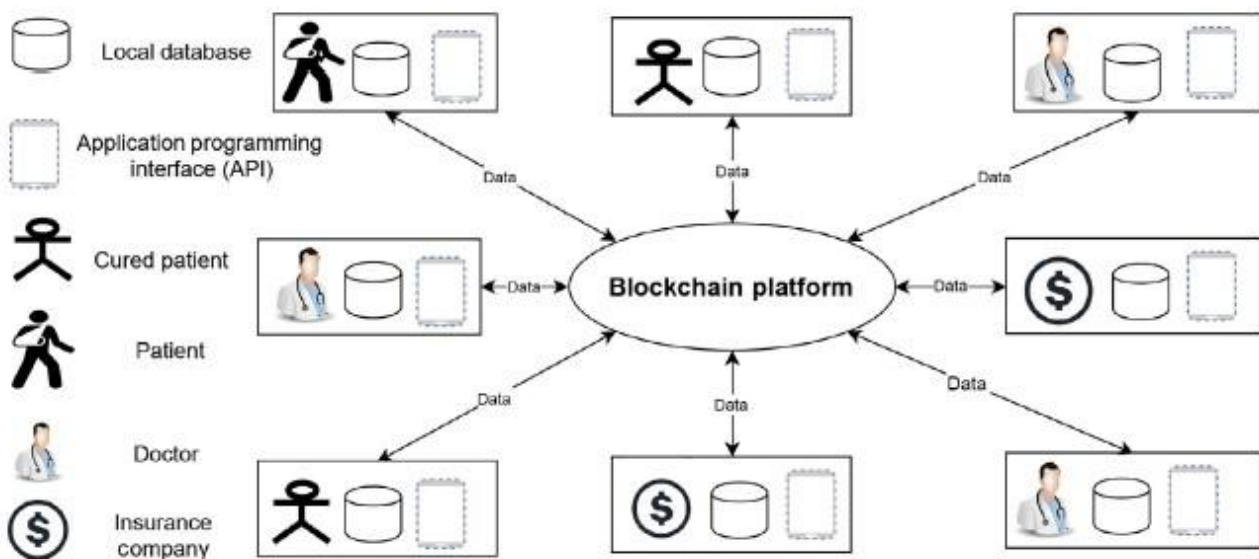 Local database
Application programming
interface (API)
Cured patient
Patient
Doctor
Insurance
company
Data
Data
Data
Data
Blockchain platform
Data
Data
Data
Data
$
$
$